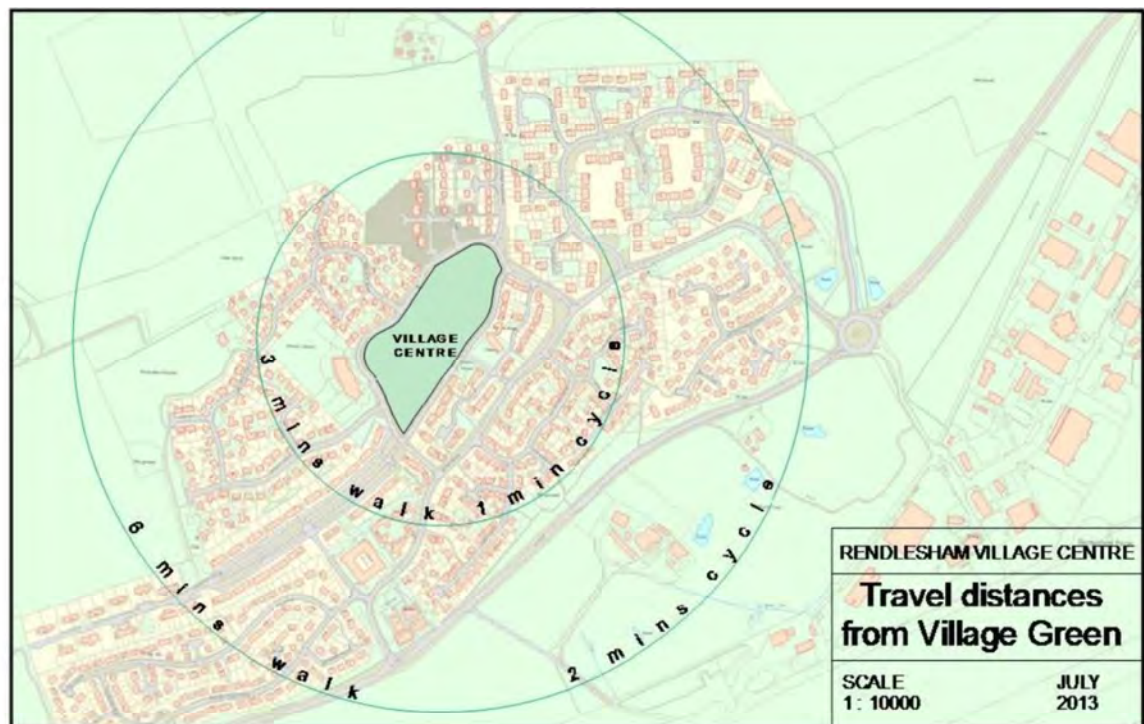 VILLAGE
CENTRE
3 mins walk 1 min cycle
6 mins walk 2 mins cycle
RENDLESHAM VILLAGE CENTRE
Travel distances
from Village Green
SCALE JULY
1 : 10000 2013